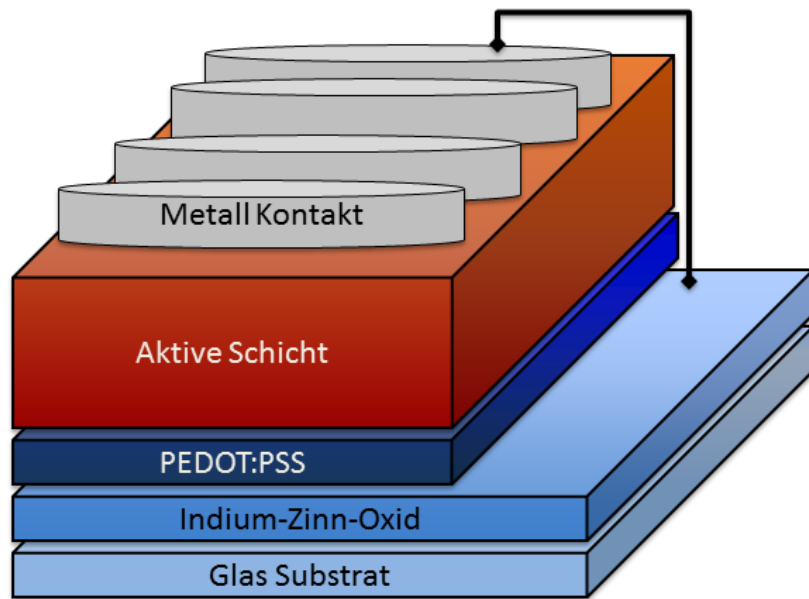 Metall Kontakt
Aktive Schicht
PEDOT:PSS
Indium-Zinn-Oxid
Glas Substrat